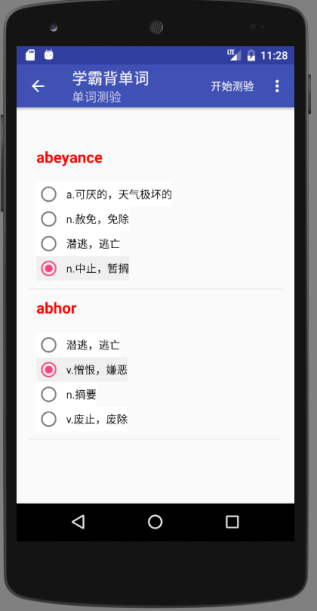 LTE 11:28
学霸背单词
单词测验
开始测验
abeyance
a.可厌的，天气极坏的
n.赦免，免除
潜逃，逃亡
n.中止，暂搁
abhor
潜逃，逃亡
v.憎恨，嫌恶
n.摘要
v.废止，废除